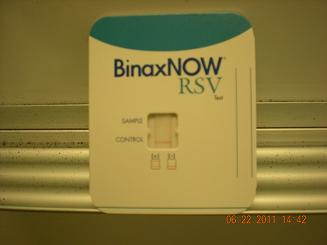 BinaxNOW®
RSV
Test
SAMPLE
CONTROL
[+] [-]
06 22 2011 14:42